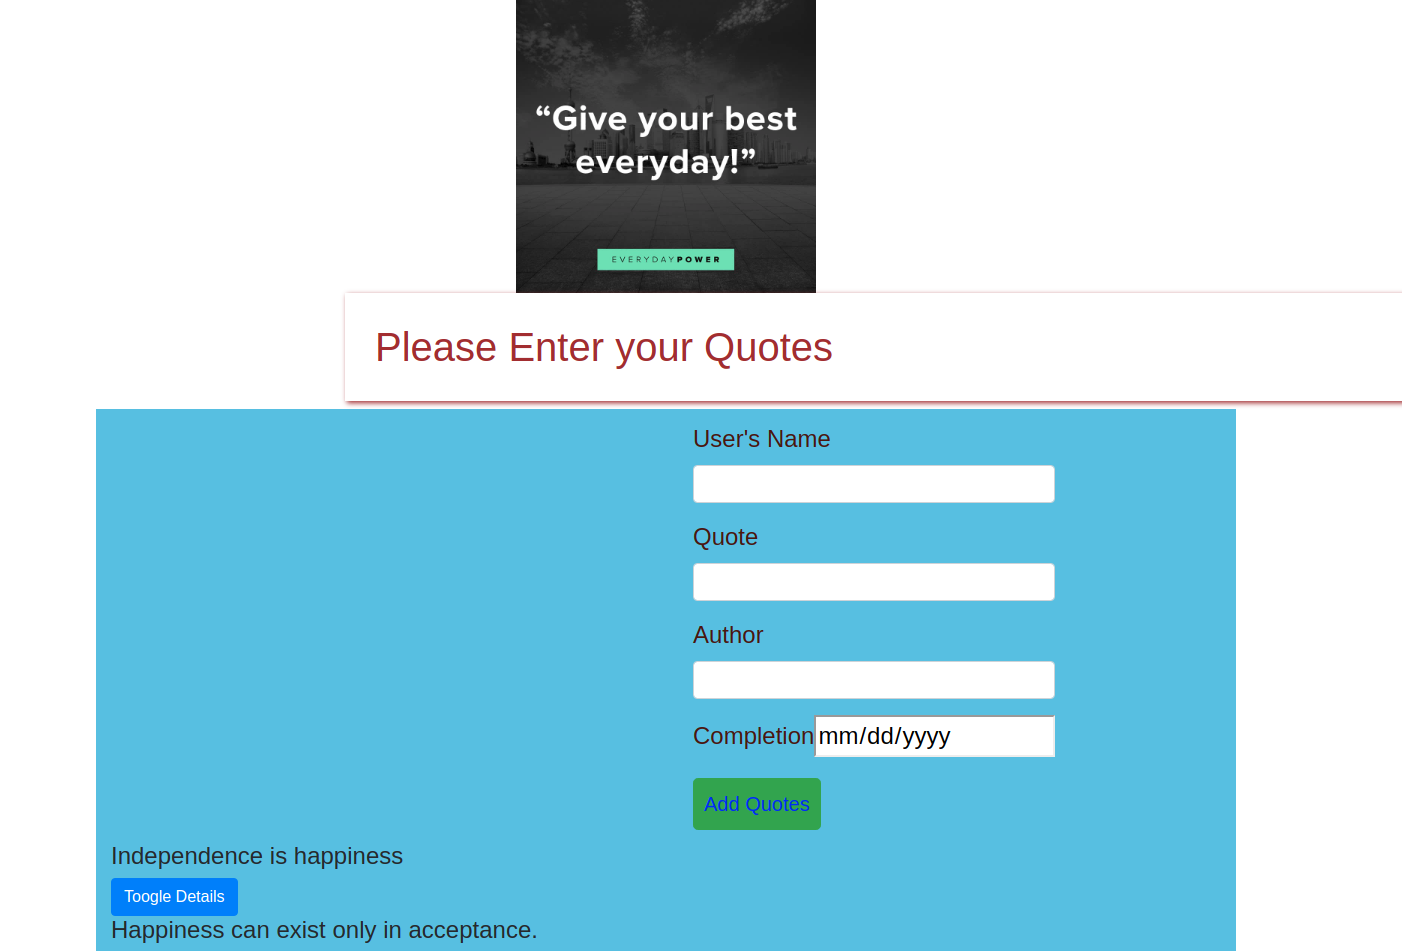 “Give your best
everyday!”
EVERYDAYPOWER
Please Enter your Quotes
User's Name
Quote
Author
Completion mm/dd/yyyy
Add Quotes
Independence is happiness
Toogle Details
Happiness can exist only in acceptance.